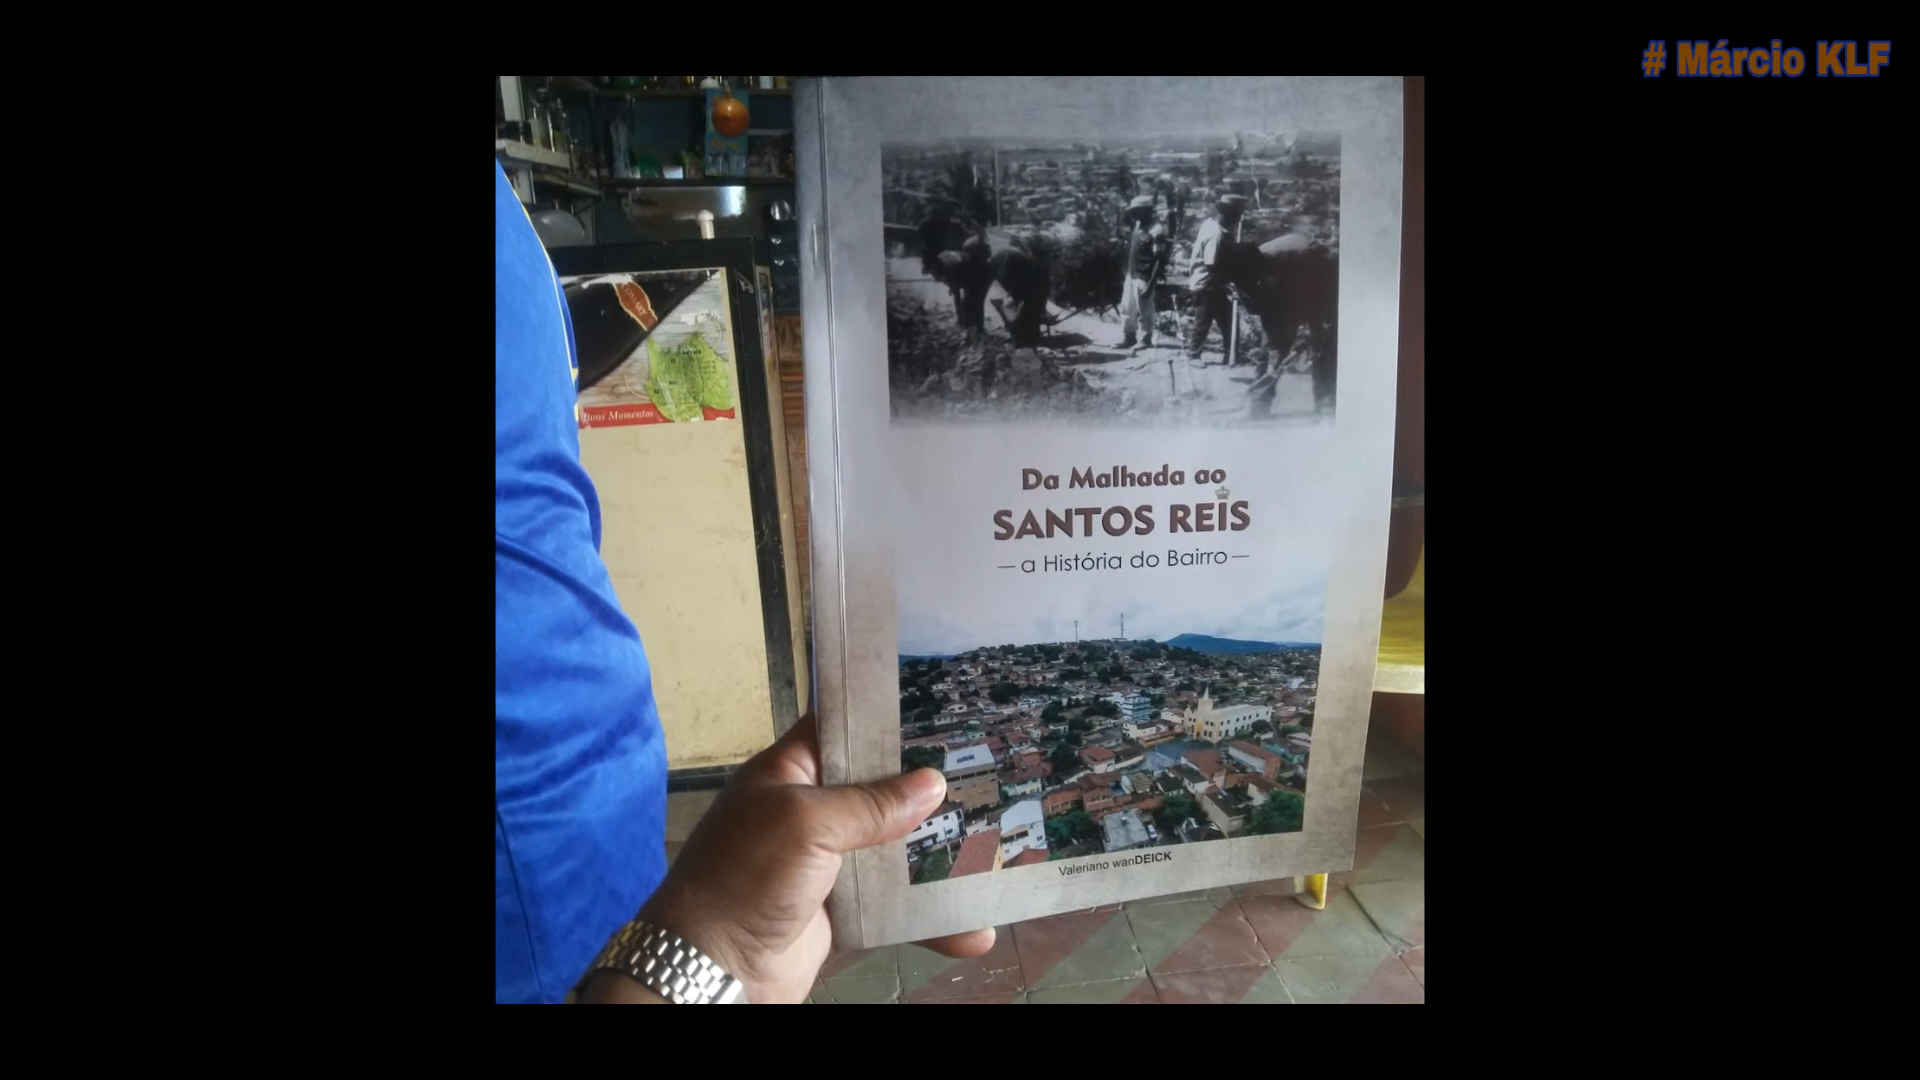 # Márcio KLF
Bons Momentos
Da Malhada ao
SANTOS REIS
— a História do Bairro —
Valeriano wanDEICK